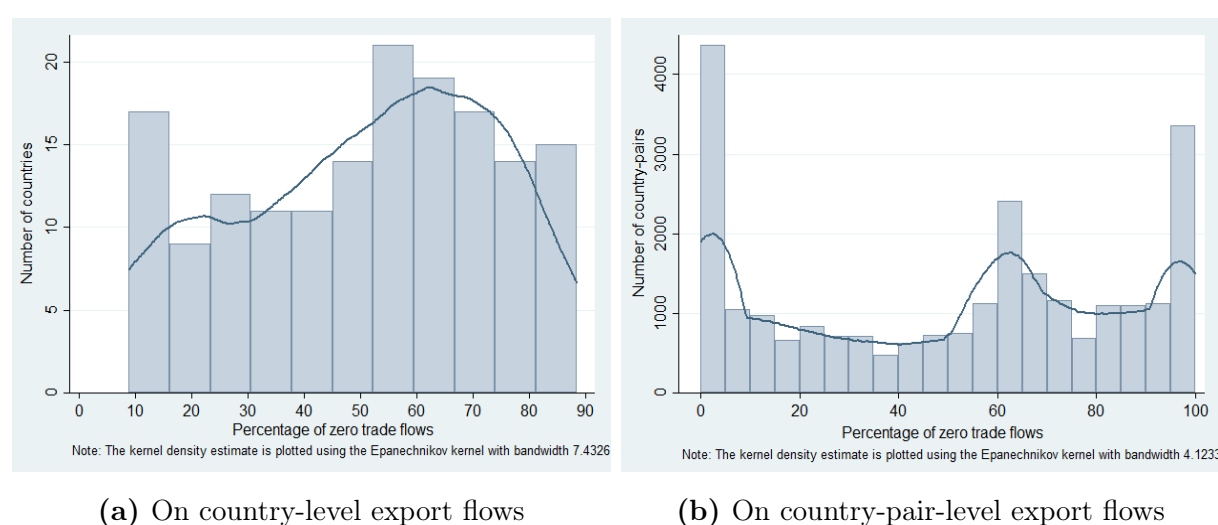 Number of countries
20
15
10
5
0
0 10 20 30 40 50 60 70 80 90
Percentage of zero trade flows
Note: The kernel density estimate is plotted using the Epanechnikov kernel with bandwidth 7.4326
(a) On country-level export flows
Number of country-pairs
4000
3000
2000
1000
0
0 20 40 60 80 100
Percentage of zero trade flows
Note: The kernel density estimate is plotted using the Epanechnikov kernel with bandwidth 4.1233
(b) On country-pair-level export flows